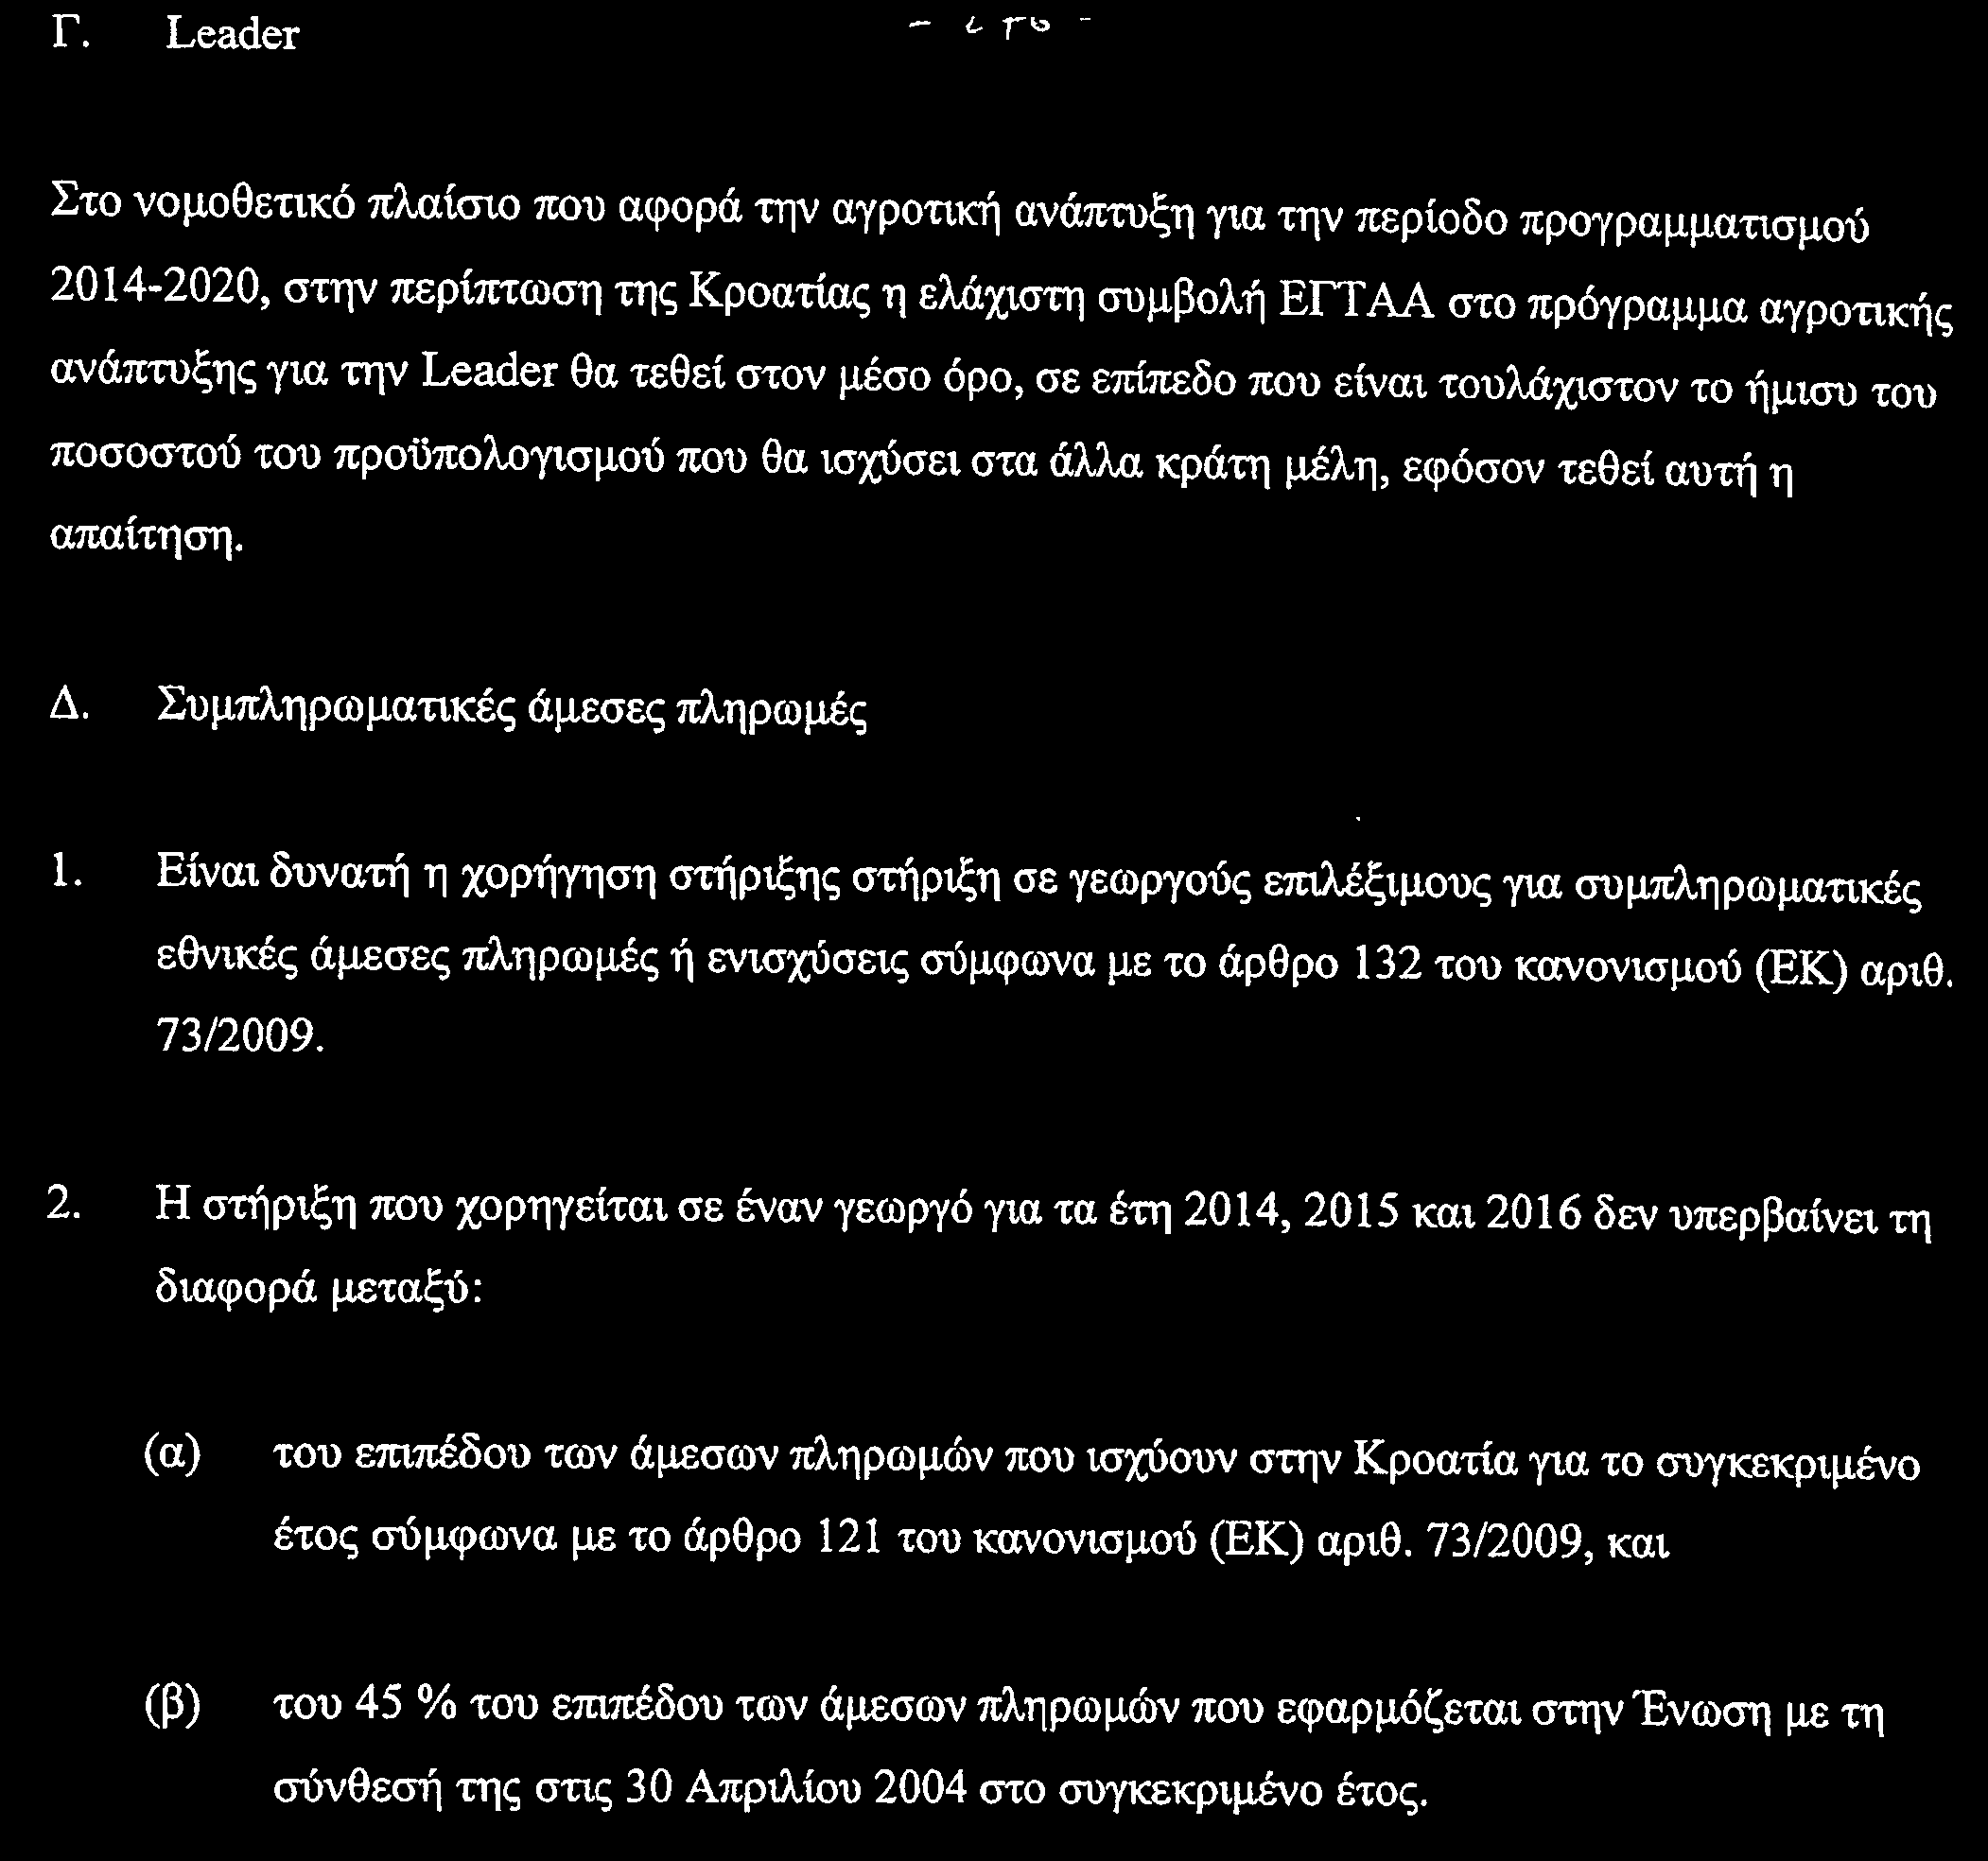 Γ. Leader
Στο νομοθετικό πλαίσιο που αφορά την αγροτική ανάπτυξη για την περίοδο προγραμματισμού
2014-2020, στην περίπτωση της Κροατίας η ελάχιστη συμβολή ΕΓΤΑΑ στο πρόγραμμα αγροτικής
ανάπτυξης για την Leader θα τεθεί στον μέσο όρο, σε επίπεδο που είναι τουλάχιστον το ήμισυ του
ποσοστού του προϋπολογισμού που θα ισχύσει στα άλλα κράτη μέλη, εφόσον τεθεί αυτή η
απαίτηση.
Δ. Συμπληρωματικές άμεσες πληρωμές
1. Είναι δυνατή η χορήγηση στήριξης στήριξη σε γεωργούς επιλέξιμους για συμπληρωματικές
εθνικές άμεσες πληρωμές ή ενισχύσεις σύμφωνα με το άρθρο 132 του κανονισμού (ΕΚ) αριθ.
73/2009.
2. Η στήριξη που χορηγείται σε έναν γεωργό για τα έτη 2014, 2015 και 2016 δεν υπερβαίνει τη
διαφορά μεταξύ:
(α) του επιπέδου των άμεσων πληρωμών που ισχύουν στην Κροατία για το συγκεκριμένο
έτος σύμφωνα με το άρθρο 121 του κανονισμού (ΕΚ) αριθ. 73/2009, και
(β) του 45 % του επιπέδου των άμεσων πληρωμών που εφαρμόζεται στην Ένωση με τη
σύνθεσή της στις 30 Απριλίου 2004 στο συγκεκριμένο έτος.